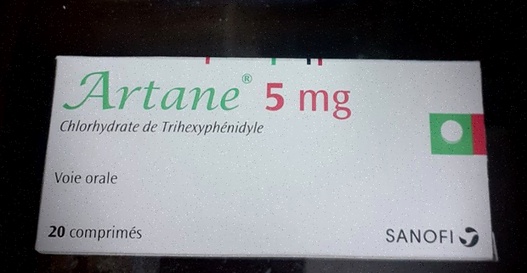 Artane® 5 mg
Chlorhydrate de Trihexyphénidyle
Voie orale
20 comprimés
SANOFI